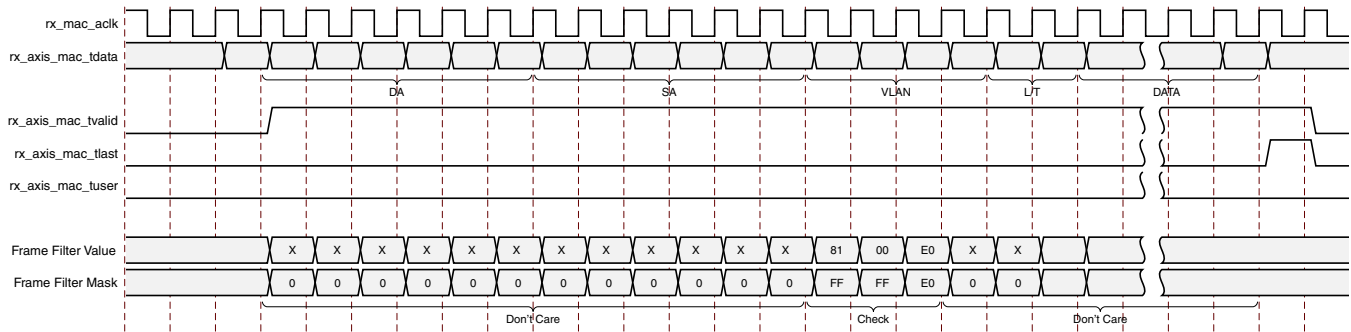 rx_mac_aclk
rx_axis_mac_tdata
DA SA VLAN L/T DATA
rx_axis_mac_tvalid
rx_axis_mac_tlast
rx_axis_mac_tuser
Frame Filter Value X X X X X X X X X X X X 81 00 E0 X X
Frame Filter Mask 0 0 0 0 0 0 0 0 0 0 0 0 FF FF E0 0 0
Don't Care Check Don't Care